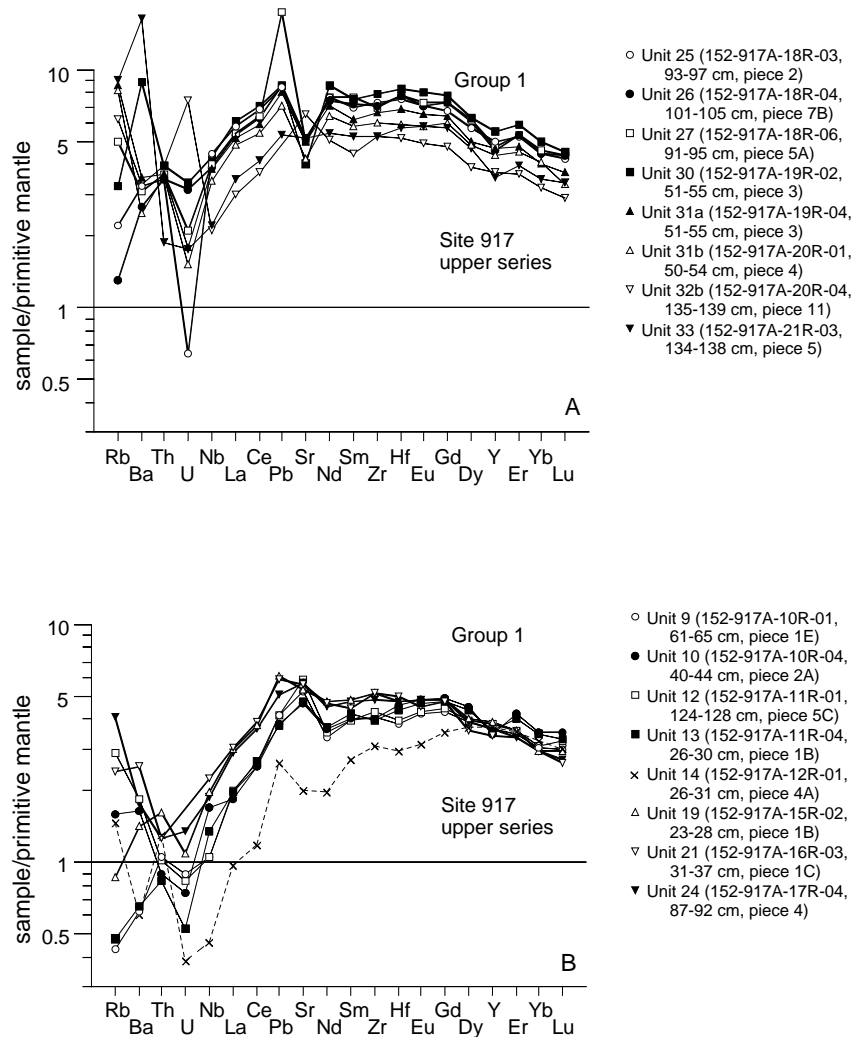 10
5
1
0.5
sample/primitive mantle
Group 1
Site 917
upper series
A
Rb Ba Th U Nb La Ce Pb Sr Nd Sm Zr Hf Eu Gd Dy Y Er Yb Lu
Unit 25 (152-917A-18R-03,
93-97 cm, piece 2)
Unit 26 (152-917A-18R-04,
101-105 cm, piece 7B)
Unit 27 (152-917A-18R-06,
91-95 cm, piece 5A)
Unit 30 (152-917A-19R-02,
51-55 cm, piece 3)
Unit 31a (152-917A-19R-04,
51-55 cm, piece 3)
Unit 31b (152-917A-20R-01,
50-54 cm, piece 4)
Unit 32b (152-917A-20R-04,
135-139 cm, piece 11)
Unit 33 (152-917A-21R-03,
134-138 cm, piece 5)
10
5
1
0.5
sample/primitive mantle
Group 1
Site 917
upper series
B
Rb Ba Th U Nb La Ce Pb Sr Nd Sm Zr Hf Eu Gd Dy Y Er Yb Lu
Unit 9 (152-917A-10R-01,
61-65 cm, piece 1E)
Unit 10 (152-917A-10R-04,
40-44 cm, piece 2A)
Unit 12 (152-917A-11R-01,
124-128 cm, piece 5C)
Unit 13 (152-917A-11R-04,
26-30 cm, piece 1B)
Unit 14 (152-917A-12R-01,
26-31 cm, piece 4A)
Unit 19 (152-917A-15R-02,
23-28 cm, piece 1B)
Unit 21 (152-917A-16R-03,
31-37 cm, piece 1C)
Unit 24 (152-917A-17R-04,
87-92 cm, piece 4)